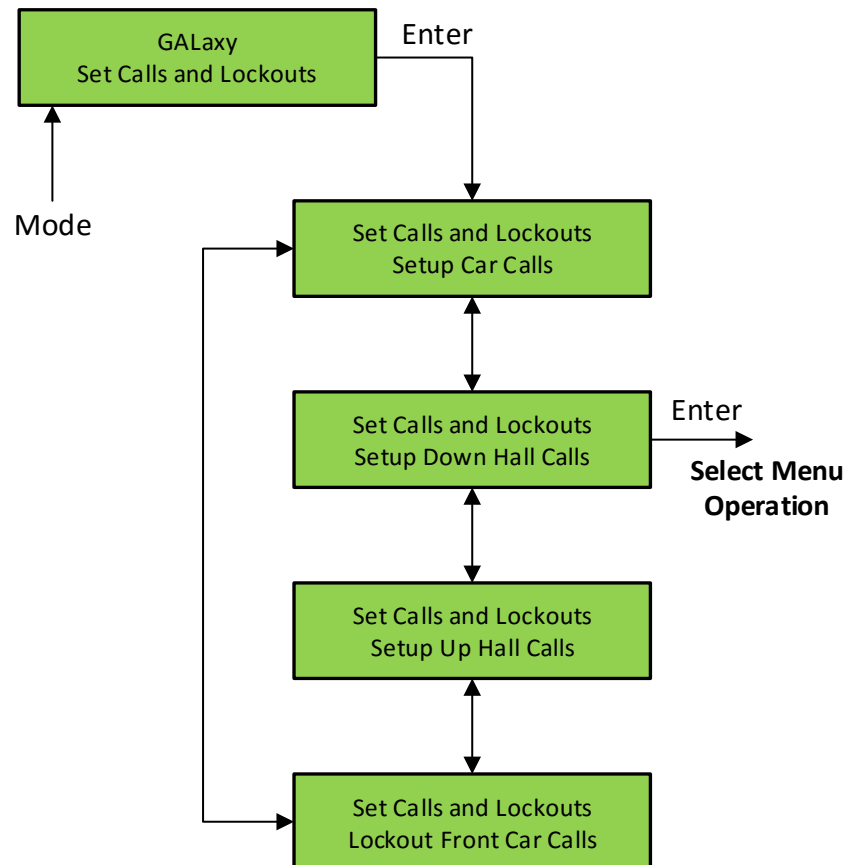 GALaxy
Set Calls and Lockouts
Enter
Mode
Set Calls and Lockouts
Setup Car Calls
Set Calls and Lockouts
Setup Down Hall Calls
Enter
Select Menu
Operation
Set Calls and Lockouts
Setup Up Hall Calls
Set Calls and Lockouts
Lockout Front Car Calls